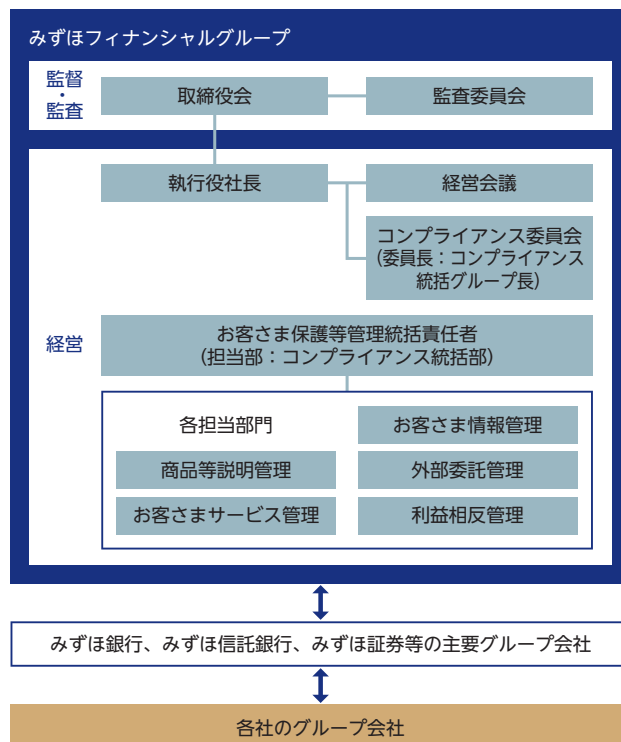 みずほフィナンシャルグループ
監督
・
監査
取締役会
監査委員会
執行役社長
経営会議
コンプライアンス委員会
(委員長：コンプライアンス
統括グループ長)
経営
お客さま保護等管理統括責任者
(担当部：コンプライアンス統括部)
各担当部門
お客さま情報管理
商品等説明管理
外部委託管理
お客さまサービス管理
利益相反管理
みずほ銀行、みずほ信託銀行、みずほ証券等の主要グループ会社
各社のグループ会社